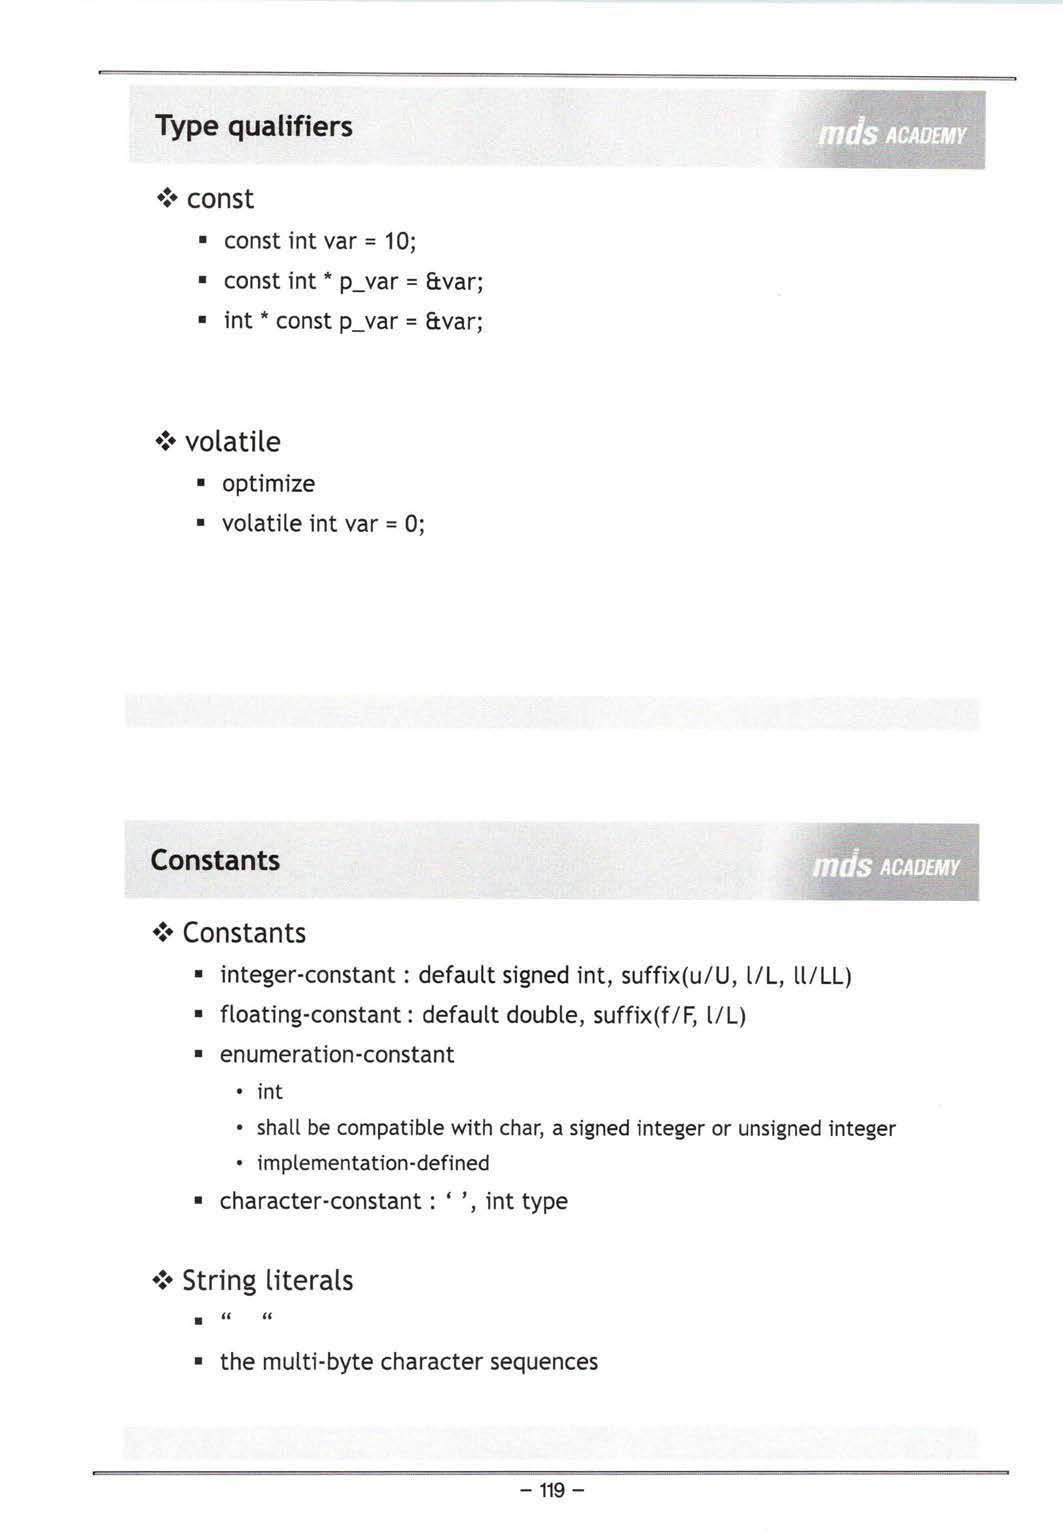 Type qualifiers
mds ACADEMY
❖ const
▪ const int var = 10;
▪ const int * p_var = &var;
▪ int * const p_var = &var;
❖ volatile
▪ optimize
▪ volatile int var = 0;
Constants
mds ACADEMY
❖ Constants
▪ integer-constant : default signed int, suffix(u/U, l/L, ll/LL)
▪ floating-constant : default double, suffix(f/F, l/L)
▪ enumeration-constant
• int
• shall be compatible with char, a signed integer or unsigned integer
• implementation-defined
▪ character-constant : ‘ ’, int type
❖ String literals
▪ “ “
▪ the multi-byte character sequences
– 119 –